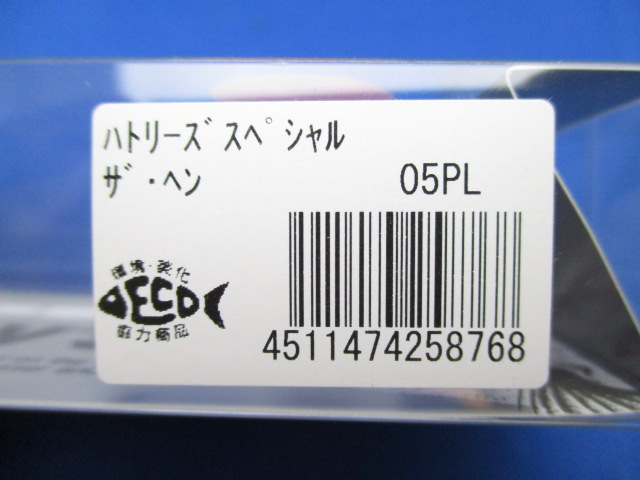 ハトリーズ スペシャル
ザ・ヘン 05PL
環境・美化
ECO
協力商品
4511474258768